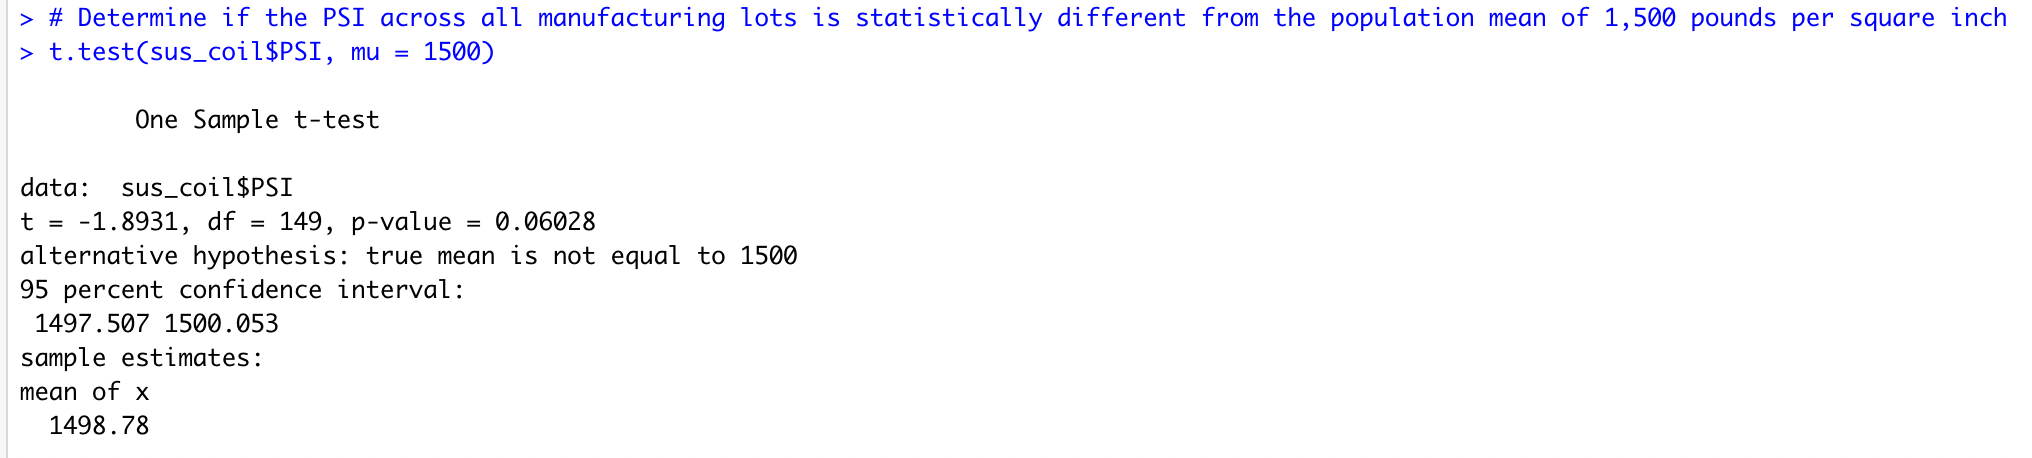 > # Determine if the PSI across all manufacturing lots is statistically different from the population mean of 1,500 pounds per square inch
> t.test(sus_coil$PSI, mu = 1500)
One Sample t-test
data:  sus_coil$PSI
t = -1.8931, df = 149, p-value = 0.06028
alternative hypothesis: true mean is not equal to 1500
95 percent confidence interval:
1497.507 1500.053
sample estimates:
mean of x
1498.78